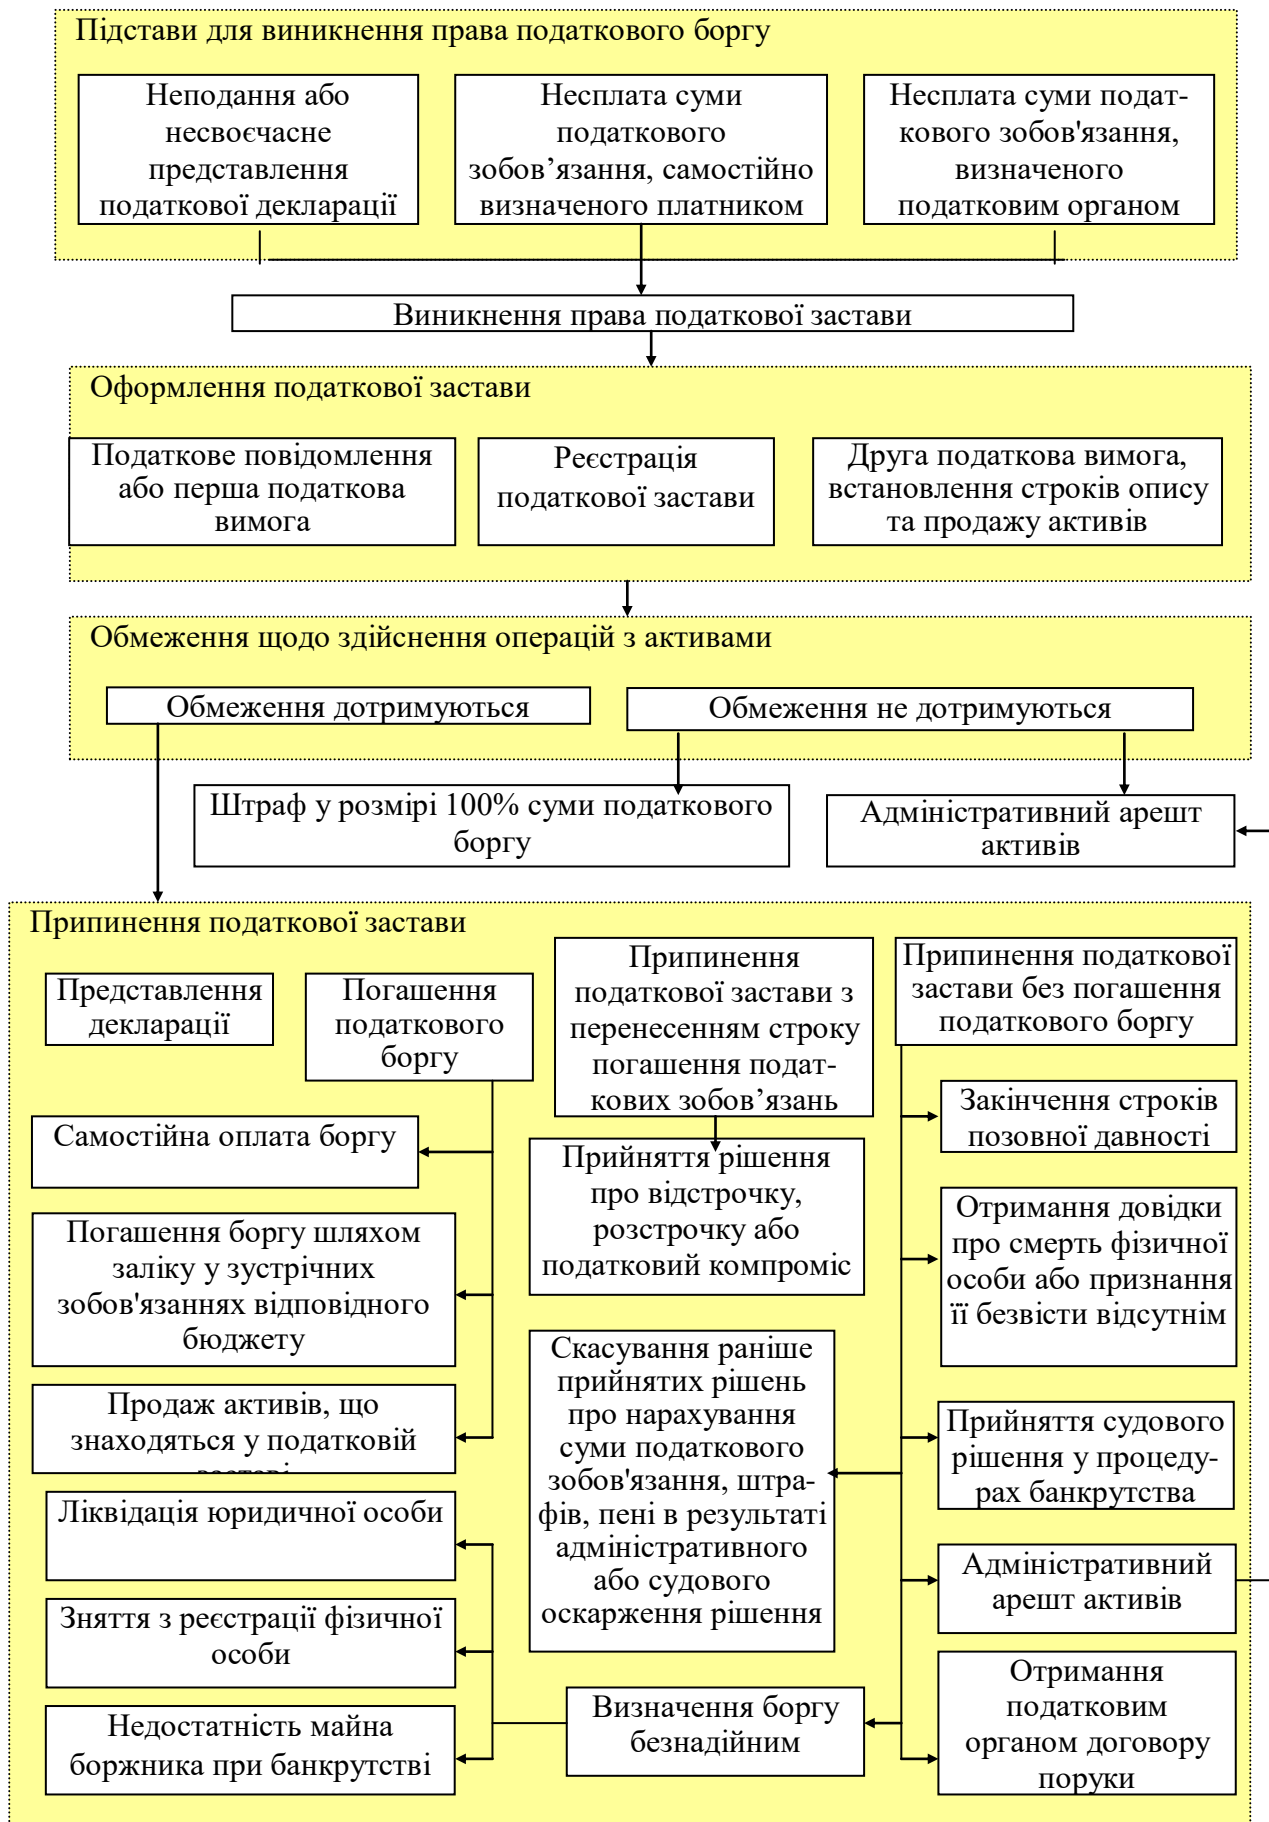 Підстави для виникнення права податкового боргу
Неподання або
несвоєчасне
представлення
податкової декларації
Несплата суми
податкового
зобов’язання, самостійно
визначеного платником
Несплата суми подат-
кового зобов'язання,
визначеного
податковим органом
Виникнення права податкової застави
Оформлення податкової застави
Податкове повідомлення
або перша податкова
вимога
Реєстрація
податкової застави
Друга податкова вимога,
встановлення строків опису
та продажу активів
Обмеження щодо здійснення операцій з активами
Обмеження дотримуються
Обмеження не дотримуються
Штраф у розмірі 100% суми податкового
боргу
Адміністративний арешт
активів
Припинення податкової застави
Представлення
декларації
Погашення
податкового
боргу
Припинення
податкової застави з
перенесенням строку
погашення подат-
кових зобов’язань
Припинення податкової
застави без погашення
податкового боргу
Самостійна оплата боргу
Погашення боргу шляхом
заліку у зустрічних
зобов'язаннях відповідного
бюджету
Продаж активів, що
знаходяться у податковій
заставі
Прийняття рішення
про відстрочку,
розстрочку або
податковий компроміс
Закінчення строків
позовної давності
Отримання довідки
про смерть фізичної
особи або признання
її безвісти відсутнім
Скасування раніше
прийнятих рішень
про нарахування
суми податкового
зобов'язання, штра-
фів, пені в результаті
адміністративного
або судового
оскарження рішення
Прийняття судового
рішення у процеду-
рах банкрутства
Адміністративний
арешт активів
Ліквідація юридичної особи
Зняття з реєстрації фізичної
особи
Недостатність майна
боржника при банкрутстві
Визначення боргу
безнадійним
Отримання
податковим
органом договору
поруки